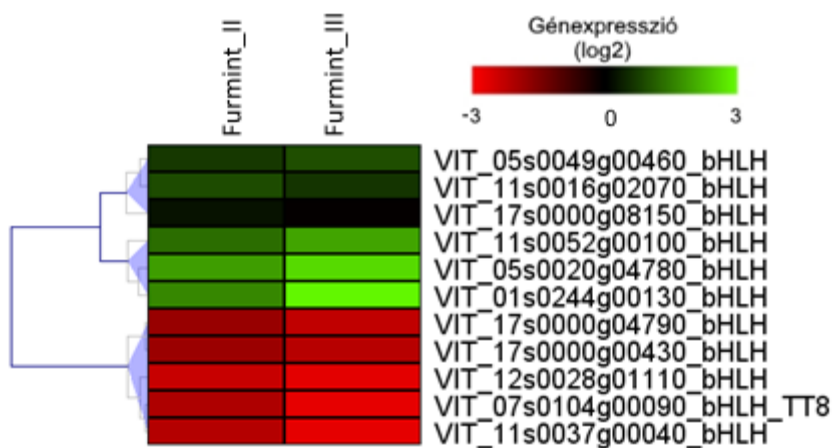 Furmint_II
Furmint_III
Génexpresszió
(log2)
-3 0 3
VIT_05s0049g00460_bHLH
VIT_11s0016g02070_bHLH
VIT_17s0000g08150_bHLH
VIT_11s0052g00100_bHLH
VIT_05s0020g04780_bHLH
VIT_01s0244g00130_bHLH
VIT_17s0000g04790_bHLH
VIT_17s0000g00430_bHLH
VIT_12s0028g01110_bHLH
VIT_07s0104g00090_bHLH_TT8
VIT_11s0037g00040_bHLH